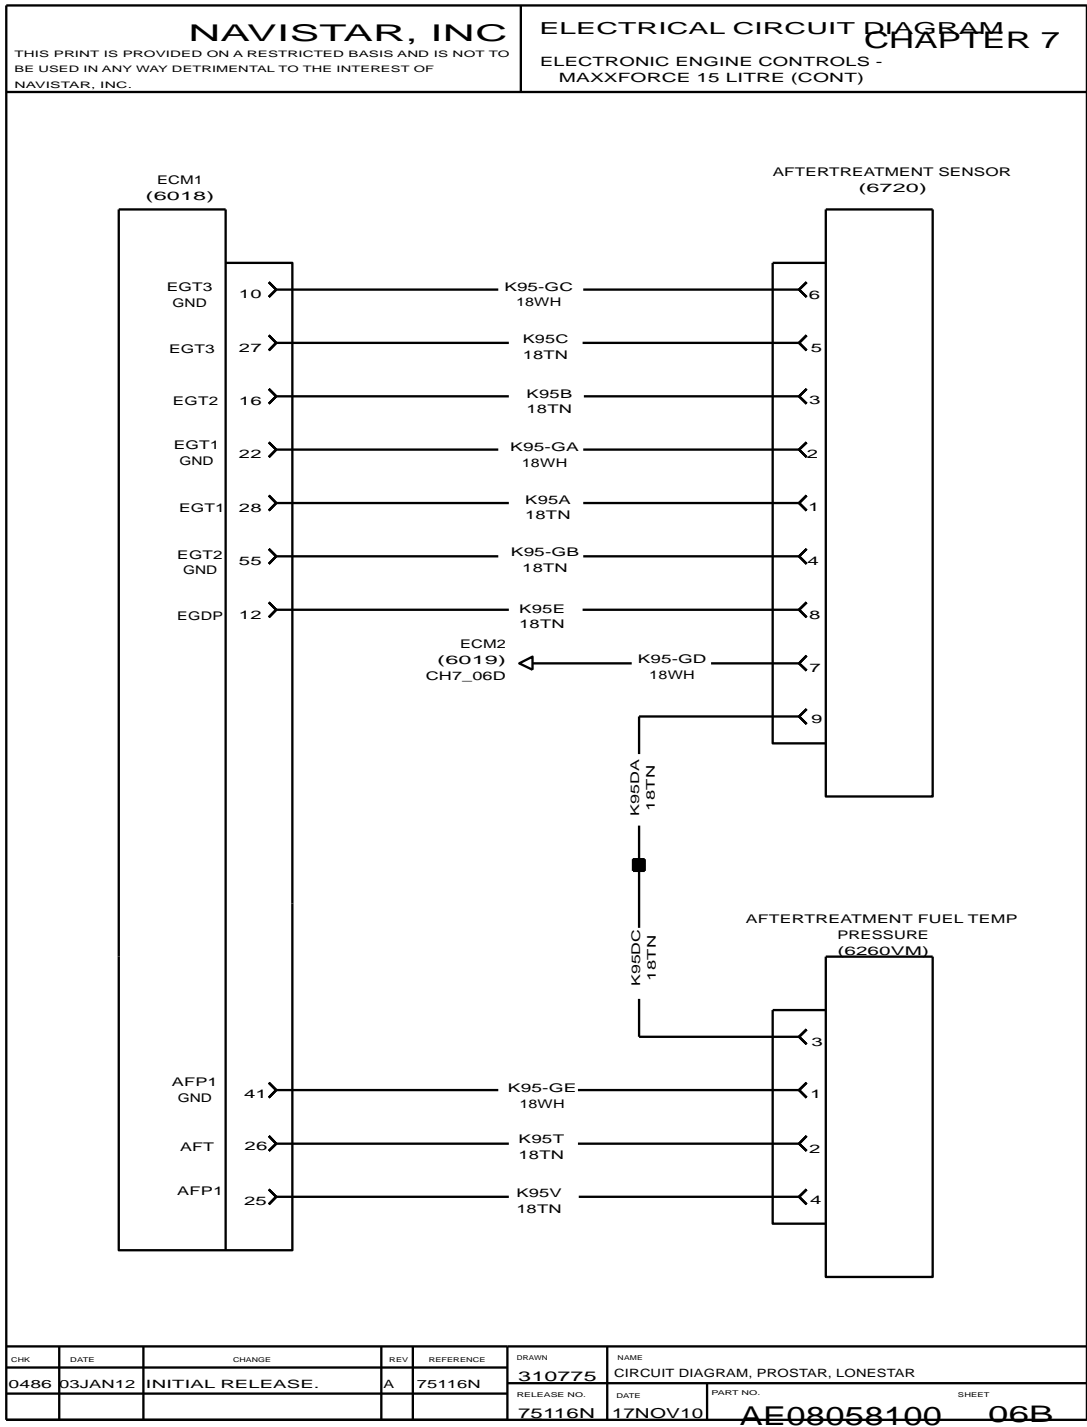 NAVISTAR, INC
THIS PRINT IS PROVIDED ON A RESTRICTED BASIS AND IS NOT TO
BE USED IN ANY WAY DETRIMENTAL TO THE INTEREST OF
NAVISTAR, INC.
ELECTRICAL CIRCUIT DIAGRAM
CHAPTER 7
ELECTRONIC ENGINE CONTROLS -
MAXXFORCE 15 LITRE (CONT)
ECM1
(6018)
AFTERTREATMENT SENSOR
(6720)
EGT3
GND
10
K95-GC
18WH
6
EGT3
27
K95C
18TN
5
EGT2
16
K95B
18TN
3
EGT1
GND
22
K95-GA
18WH
2
EGT1
28
K95A
18TN
1
EGT2
GND
55
K95-GB
18TN
4
EGDP
12
K95E
18TN
8
ECM2
(6019)
CH7_06D
K95-GD
18WH
7
9
K95DA
18TN
K95DC
18TN
AFTERTREATMENT FUEL TEMP
PRESSURE
(6260VM)
3
AFP1
GND
41
K95-GE
18WH
1
AFT
26
K95T
18TN
2
AFP1
25
K95V
18TN
4
CHK DATE CHANGE REV REFERENCE
0486 03JAN12 INITIAL RELEASE. A 75116N
DRAWN
310775
NAME
CIRCUIT DIAGRAM, PROSTAR, LONESTAR
RELEASE NO.
75116N
DATE
17NOV10
PART NO.
AE08058100
SHEET
06B